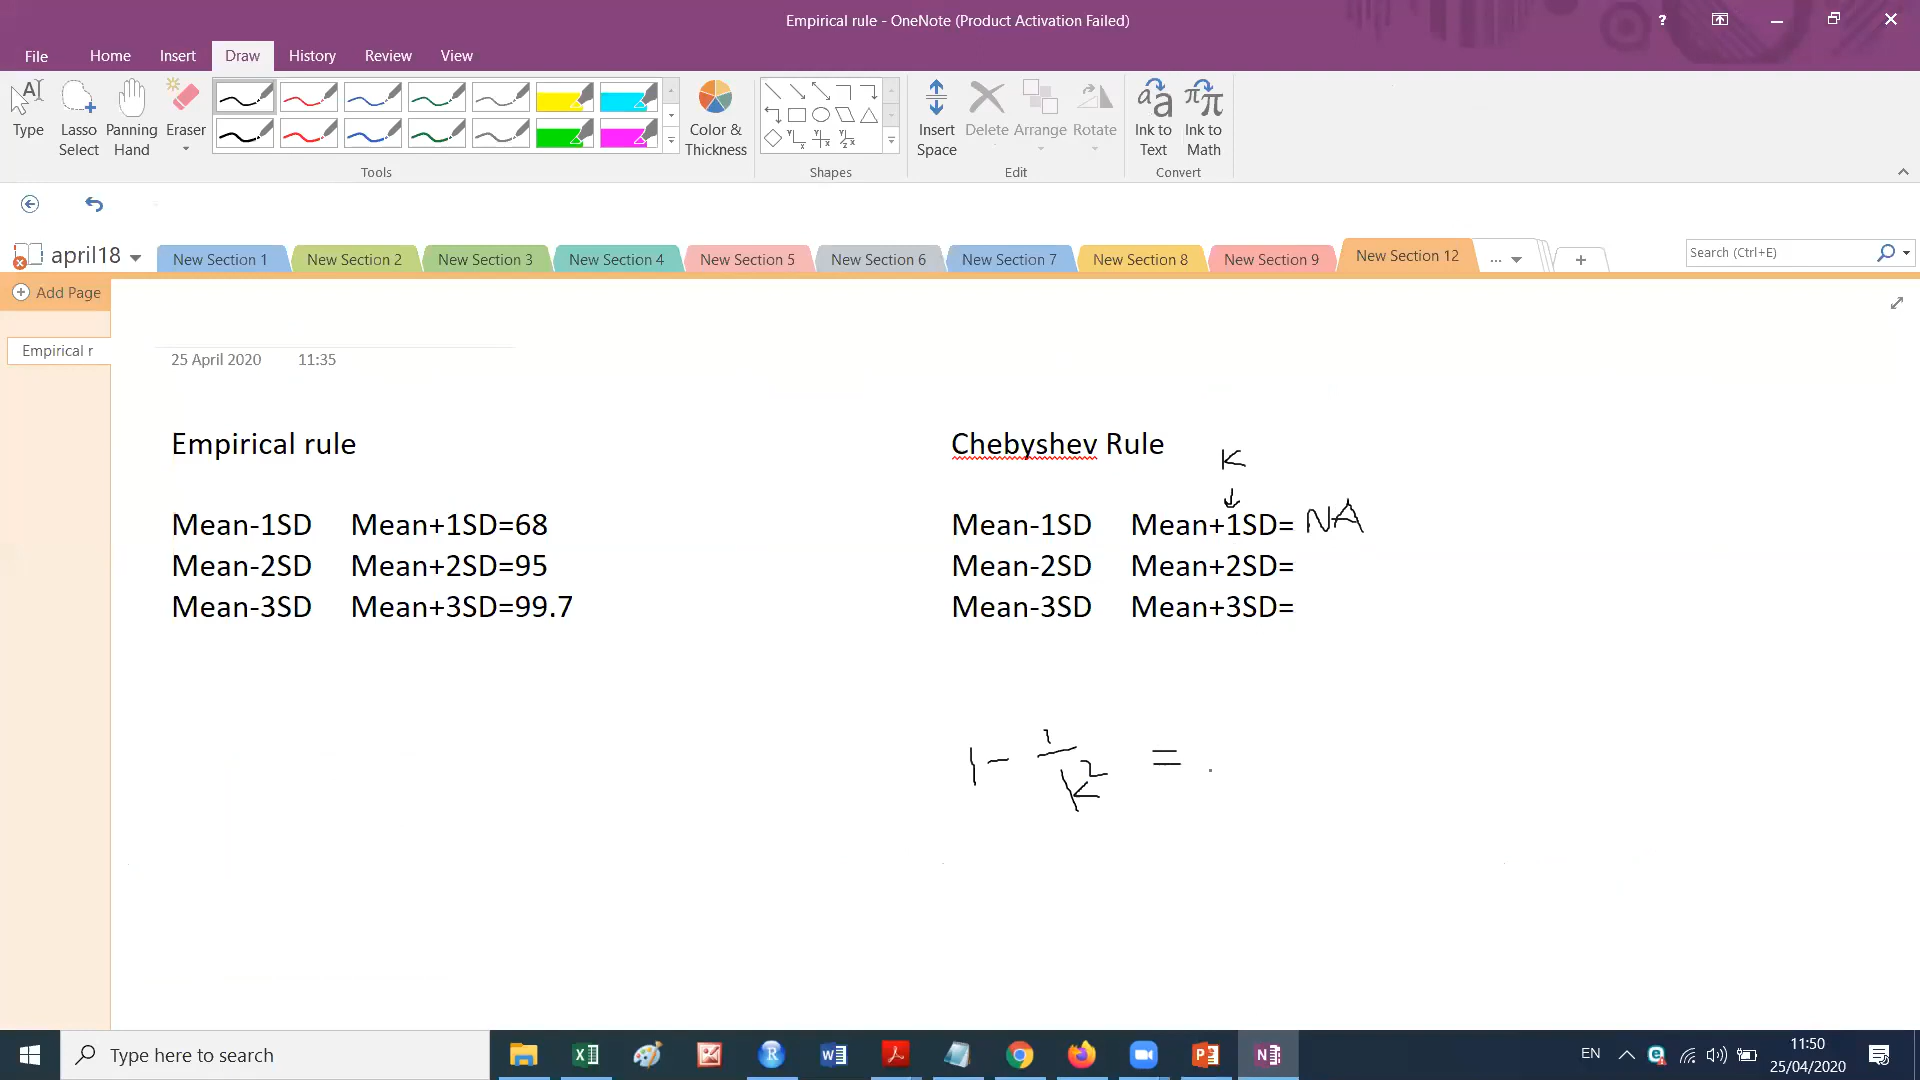 Empirical rule - OneNote (Product Activation Failed)
?
File Home Insert Draw History Review View
Type
Lasso Select
Panning Hand
Eraser
Color & Thickness
Insert Space
Delete
Arrange
Rotate
Ink to Text
Ink to Math
Tools Shapes Edit Convert
april18
New Section 1 New Section 2 New Section 3 New Section 4 New Section 5 New Section 6 New Section 7 New Section 8 New Section 9 New Section 12 ...
Search (Ctrl+E)
Add Page
Empirical r
25 April 2020 11:35
Empirical rule
Mean-1SD Mean+1SD=68
Mean-2SD Mean+2SD=95
Mean-3SD Mean+3SD=99.7
Chebyshev Rule
K
Mean-1SD Mean+1SD= NA
Mean-2SD Mean+2SD=
Mean-3SD Mean+3SD=
1 - 1/K² =
Type here to search
EN
11:50
25/04/2020